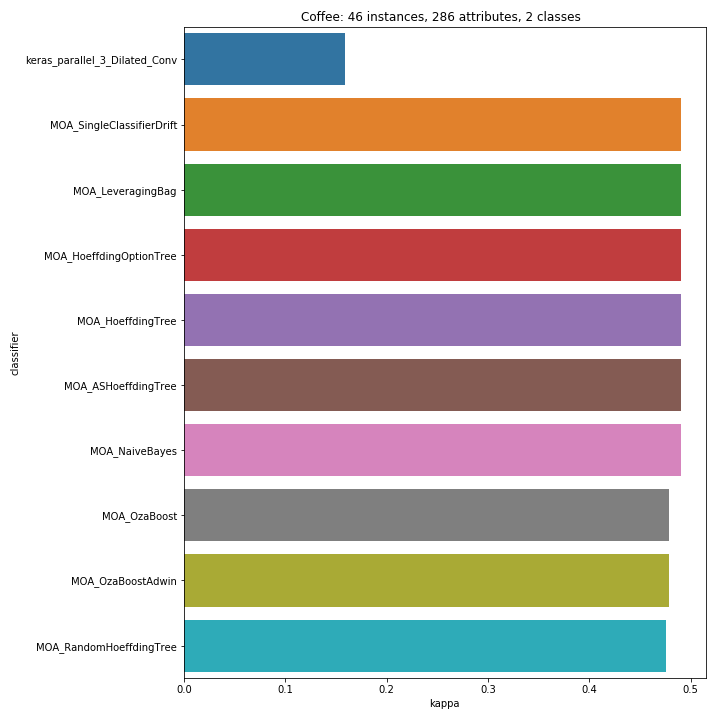 Coffee: 46 instances, 286 attributes, 2 classes
classifier
keras_parallel_3_Dilated_Conv
MOA_SingleClassifierDrift
MOA_LeveragingBag
MOA_HoeffdingOptionTree
MOA_HoeffdingTree
MOA_ASHoeffdingTree
MOA_NaiveBayes
MOA_OzaBoost
MOA_OzaBoostAdwin
MOA_RandomHoeffdingTree
0.0 0.1 0.2 0.3 0.4 0.5
kappa